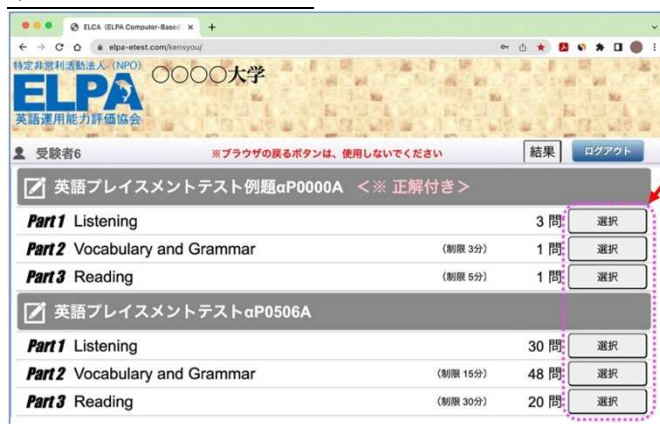 ELCA (ELPA Computer-Based
elpa-etest.com/kensyou/
特定非営利活動法人 (NPO)
ELPA
英語運用能力評価協会
〇〇〇〇大学
受験者6 ※ブラウザの戻るボタンは、使用しないでください 結果 ログアウト
英語プレイスメントテスト例題αP0000A <※ 正解付き>
Part 1 Listening 3 問 選択
Part 2 Vocabulary and Grammar (制限 3分) 1 問 選択
Part 3 Reading (制限 5分) 1 問 選択
英語プレイスメントテストαP0506A
Part 1 Listening 30 問 選択
Part 2 Vocabulary and Grammar (制限 15分) 48 問 選択
Part 3 Reading (制限 30分) 20 問 選択